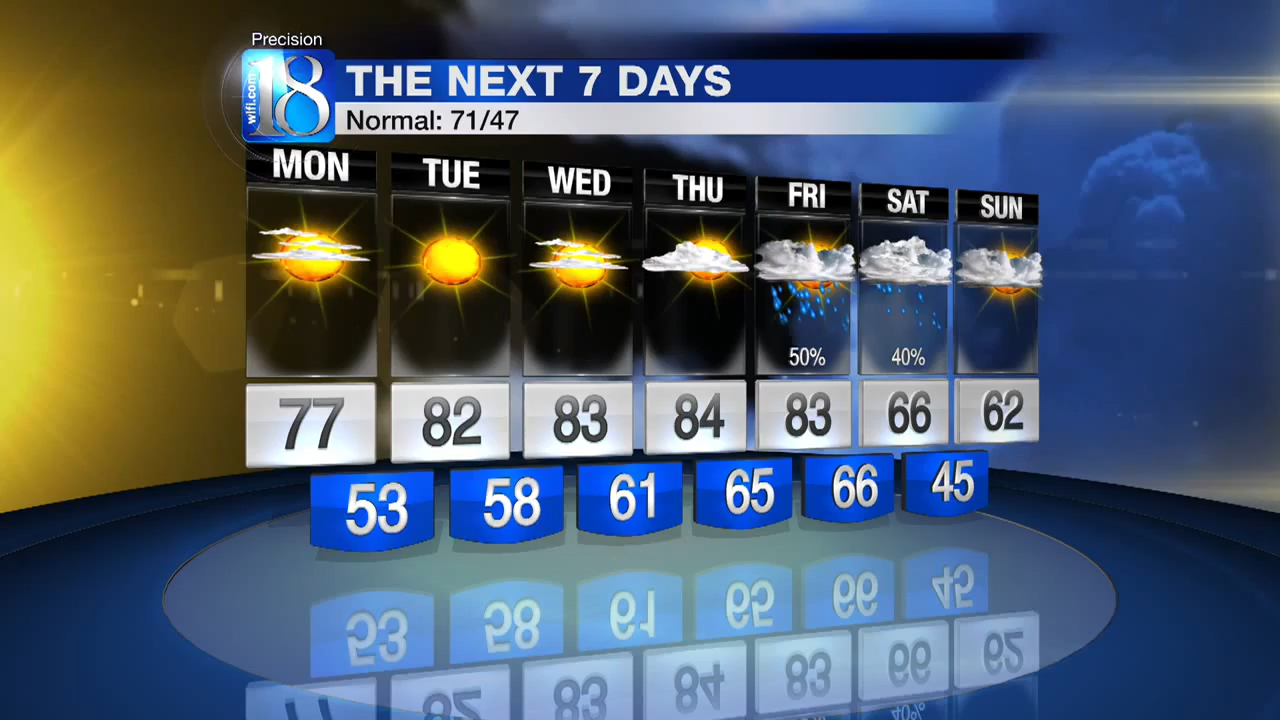 Precision
wlfi.com
18
THE NEXT 7 DAYS
Normal: 71/47
MON TUE WED THU FRI SAT SUN
50% 40%
77 82 83 84 83 66 62
53 58 61 65 66 45